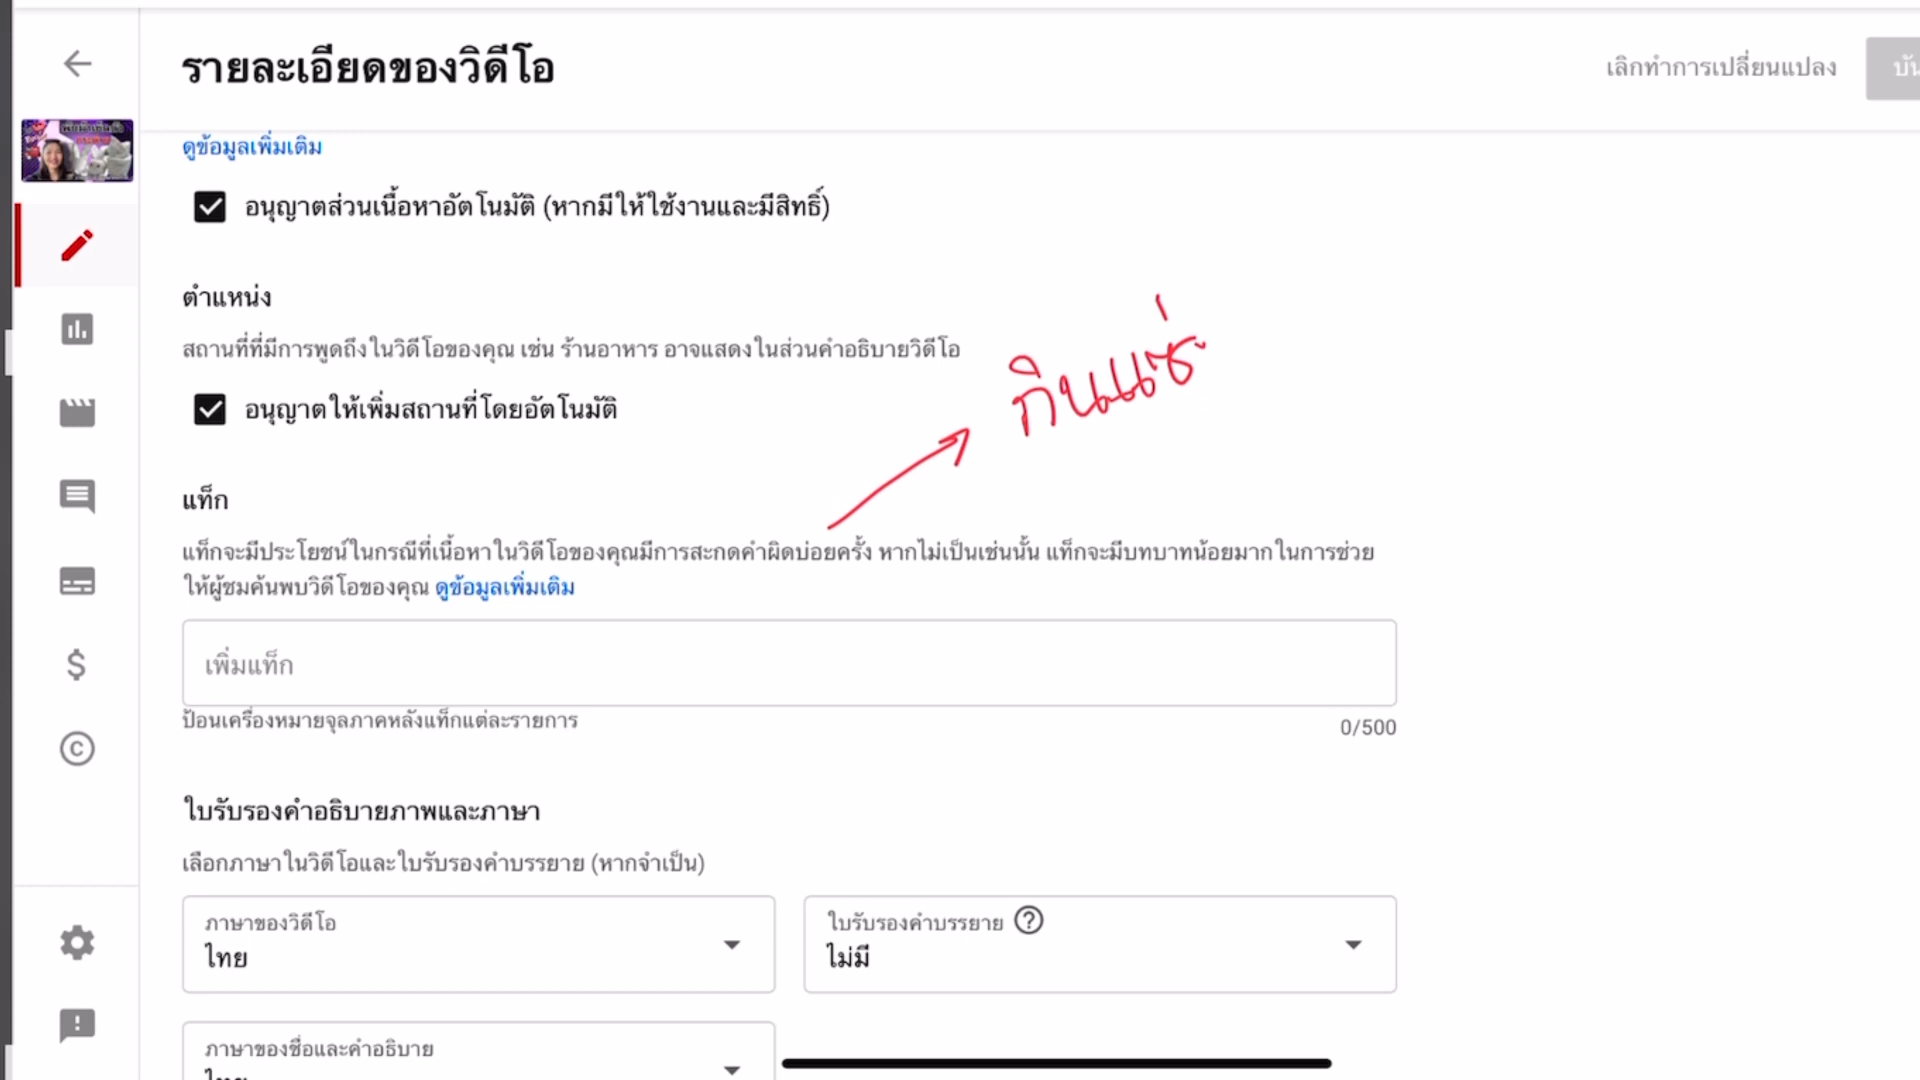 รายละเอียดของวิดีโอ
เลิกทำการเปลี่ยนแปลง
ดูข้อมูลเพิ่มเติม
อนุญาตส่วนเนื้อหาอัตโนมัติ (หากมีให้ใช้งานและมีสิทธิ์)
ตำแหน่ง
สถานที่ที่มีการพูดถึงในวิดีโอของคุณ เช่น ร้านอาหาร อาจแสดงในส่วนคำอธิบายวิดีโอ
อนุญาตให้เพิ่มสถานที่โดยอัตโนมัติ
แท็ก
แท็กจะมีประโยชน์ในกรณีที่เนื้อหาในวิดีโอของคุณมีการสะกดคำผิดบ่อยครั้ง หากไม่เป็นเช่นนั้น แท็กจะมีบทบาทน้อยมากในการช่วย
ให้ผู้ชมค้นพบวิดีโอของคุณ ดูข้อมูลเพิ่มเติม
เพิ่มแท็ก
ป้อนเครื่องหมายจุลภาคหลังแท็กแต่ละรายการ
0/500
ใบรับรองคำอธิบายภาพและภาษา
เลือกภาษาในวิดีโอและใบรับรองคำบรรยาย (หากจำเป็น)
ภาษาของวิดีโอ
ไทย
ใบรับรองคำบรรยาย
ไม่มี
ภาษาของชื่อและคำอธิบาย